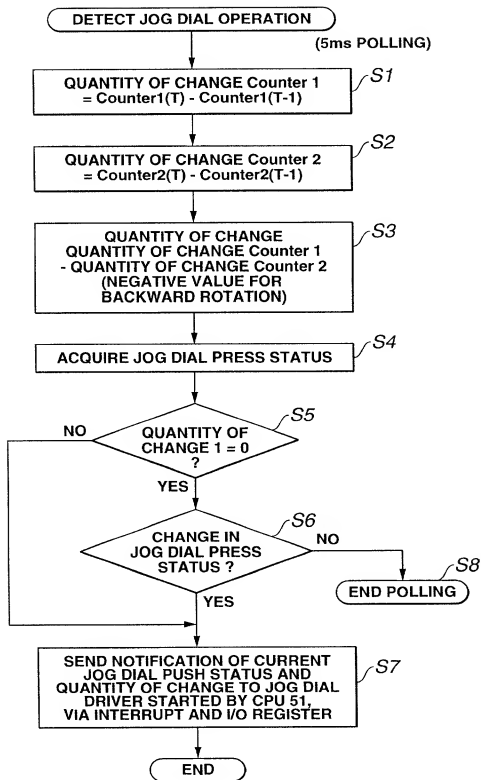 DETECT JOG DIAL OPERATION
(5ms POLLING)
S1
QUANTITY OF CHANGE Counter 1
= Counter1(T) - Counter1(T-1)
S2
QUANTITY OF CHANGE Counter 2
= Counter2(T) - Counter2(T-1)
S3
QUANTITY OF CHANGE
QUANTITY OF CHANGE Counter 1
- QUANTITY OF CHANGE Counter 2
(NEGATIVE VALUE FOR
BACKWARD ROTATION)
S4
ACQUIRE JOG DIAL PRESS STATUS
S5
NO
QUANTITY OF
CHANGE 1 = 0
?
YES
S6
CHANGE IN
JOG DIAL PRESS
STATUS ?
NO
S8
END POLLING
YES
S7
SEND NOTIFICATION OF CURRENT
JOG DIAL PUSH STATUS AND
QUANTITY OF CHANGE TO JOG DIAL
DRIVER STARTED BY CPU 51,
VIA INTERRUPT AND I/O REGISTER
END